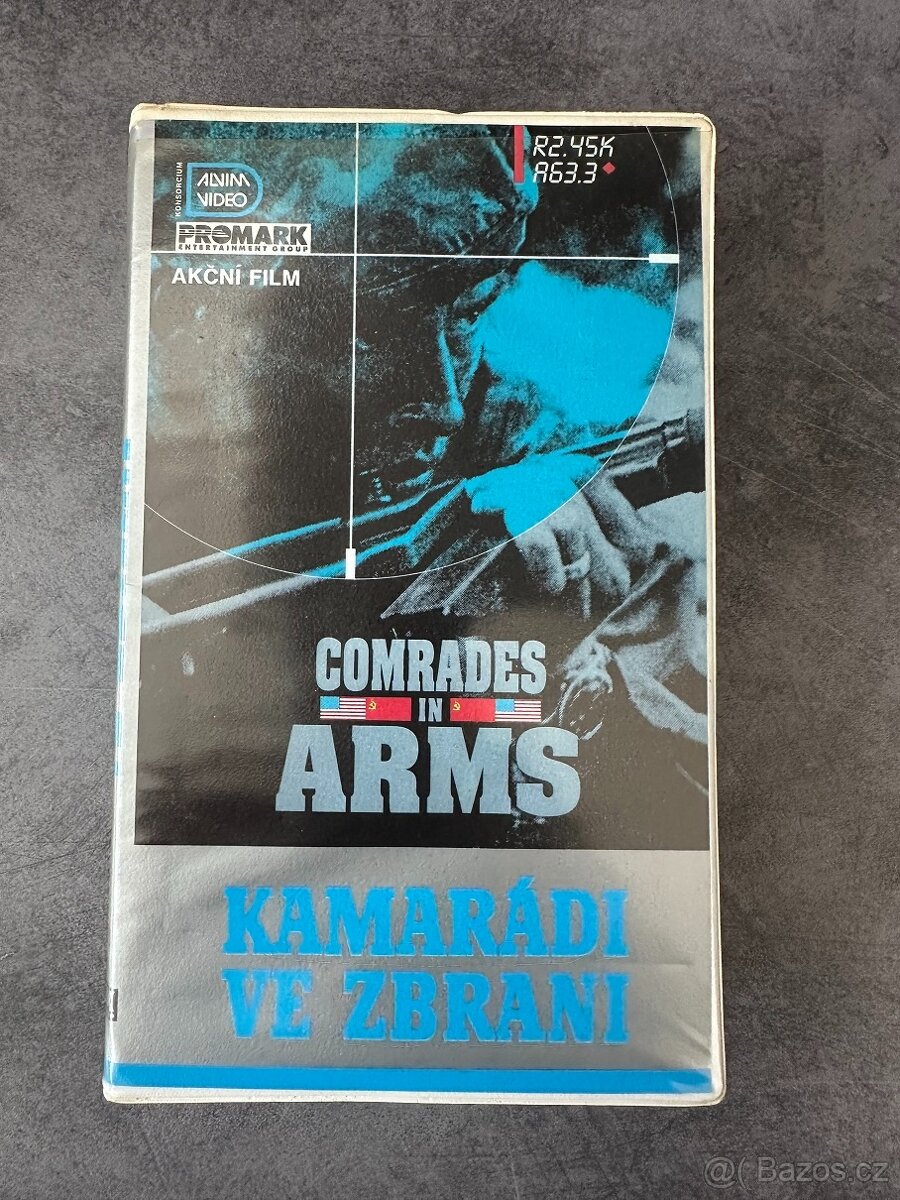 R2.45K
A63.3
KONSORCIUM
ALVIM
VIDEO
PROMARK
ENTERTAINMENT GROUP
AKČNÍ FILM
COMRADES
IN
ARMS
KAMARÁDI
VE ZBRANI
@( Bazos.cz